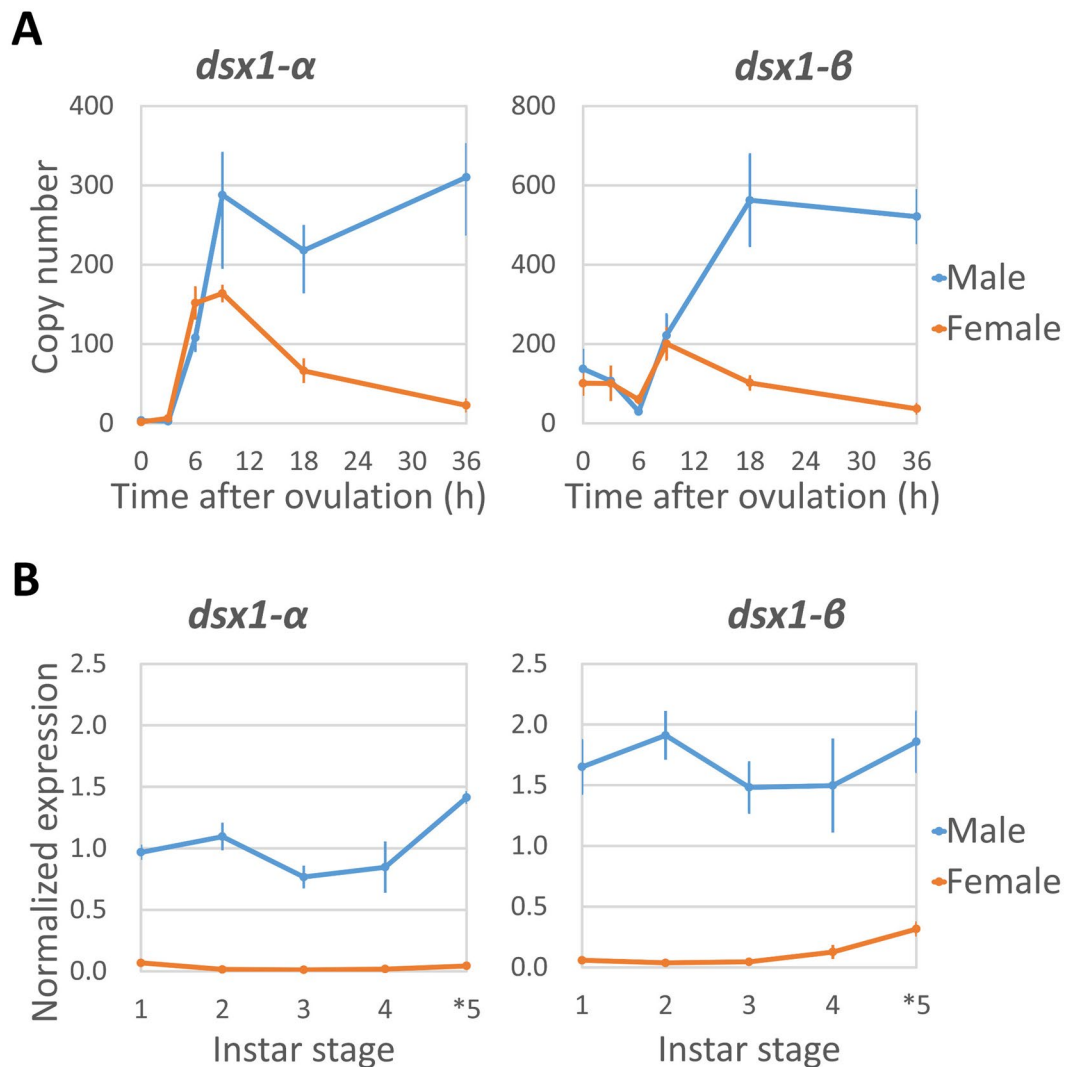 A
dsx1-α
dsx1-β
400
300
200
100
0
Copy number
0 6 12 18 24 30 36
Time after ovulation (h)
800
600
400
200
0
0 6 12 18 24 30 36
Time after ovulation (h)
Male
Female
B
dsx1-α
dsx1-β
2.5
2.0
1.5
1.0
0.5
0.0
Normalized expression
1 2 3 4 *5
Instar stage
2.5
2.0
1.5
1.0
0.5
0.0
1 2 3 4 *5
Instar stage
Male
Female